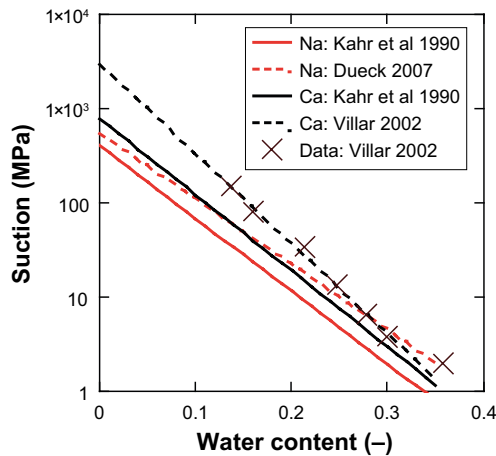 1×10⁴
1×10³
100
10
1
Suction (MPa)
Na: Kahr et al 1990
Na: Dueck 2007
Ca: Kahr et al 1990
Ca: Villar 2002
Data: Villar 2002
0
0.1
0.2
0.3
0.4
Water content (–)